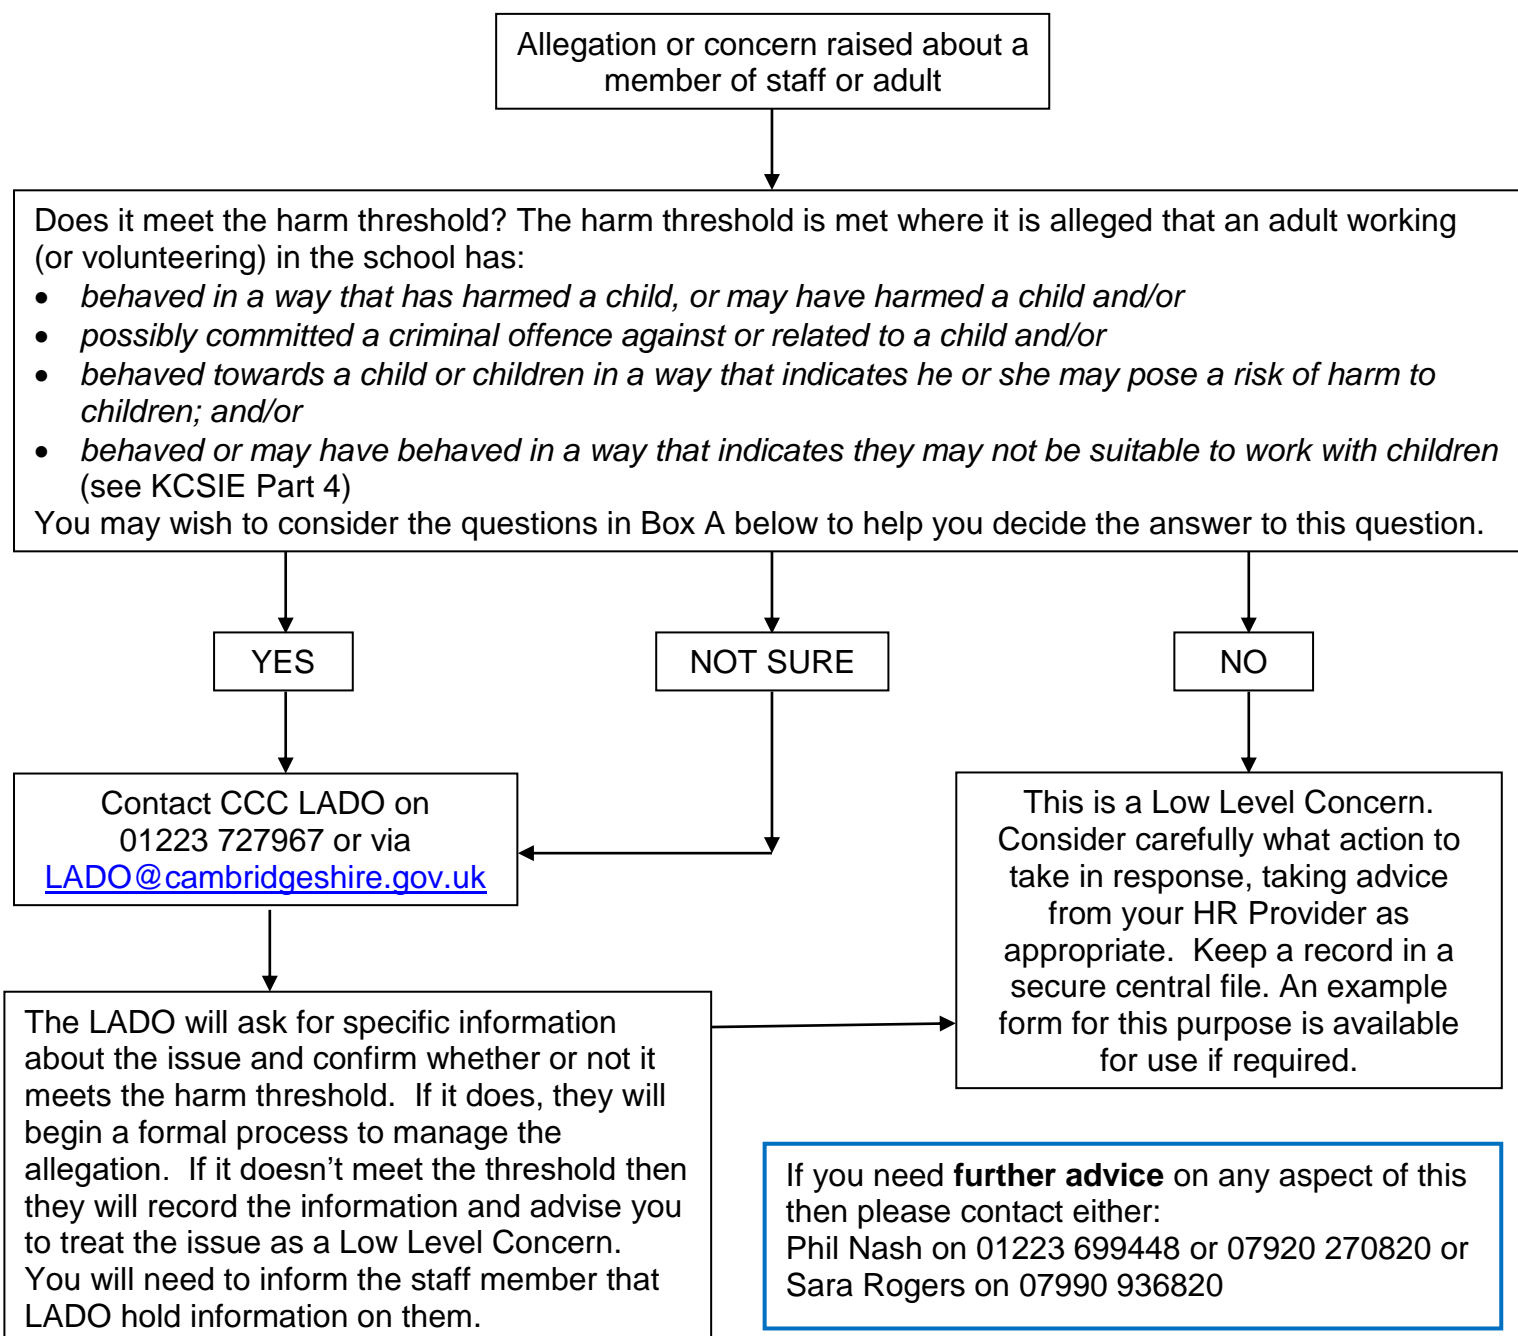 Allegation or concern raised about a
member of staff or adult
Does it meet the harm threshold? The harm threshold is met where it is alleged that an adult working
(or volunteering) in the school has:
• behaved in a way that has harmed a child, or may have harmed a child and/or
• possibly committed a criminal offence against or related to a child and/or
• behaved towards a child or children in a way that indicates he or she may pose a risk of harm to
children; and/or
• behaved or may have behaved in a way that indicates they may not be suitable to work with children
(see KCSIE Part 4)
You may wish to consider the questions in Box A below to help you decide the answer to this question.
YES
NOT SURE
NO
Contact CCC LADO on
01223 727967 or via
LADO@cambridgeshire.gov.uk
This is a Low Level Concern.
Consider carefully what action to
take in response, taking advice
from your HR Provider as
appropriate.  Keep a record in a
secure central file. An example
form for this purpose is available
for use if required.
The LADO will ask for specific information
about the issue and confirm whether or not it
meets the harm threshold.  If it does, they will
begin a formal process to manage the
allegation.  If it doesn't meet the threshold then
they will record the information and advise you
to treat the issue as a Low Level Concern.
You will need to inform the staff member that
LADO hold information on them.
If you need further advice on any aspect of this
then please contact either:
Phil Nash on 01223 699448 or 07920 270820 or
Sara Rogers on 07990 936820